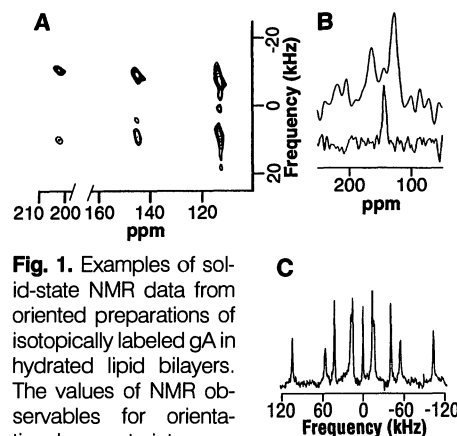 A
B
-20
0
20
Frequency (kHz)
210 200 160 140 120
ppm
200 100
ppm
Fig. 1. Examples of sol-
id-state NMR data from
oriented preparations of
isotopically labeled gA in
hydrated lipid bilayers.
The values of NMR ob-
servables for orienta-
C
120 60 0 -60 -120
Frequency (kHz)